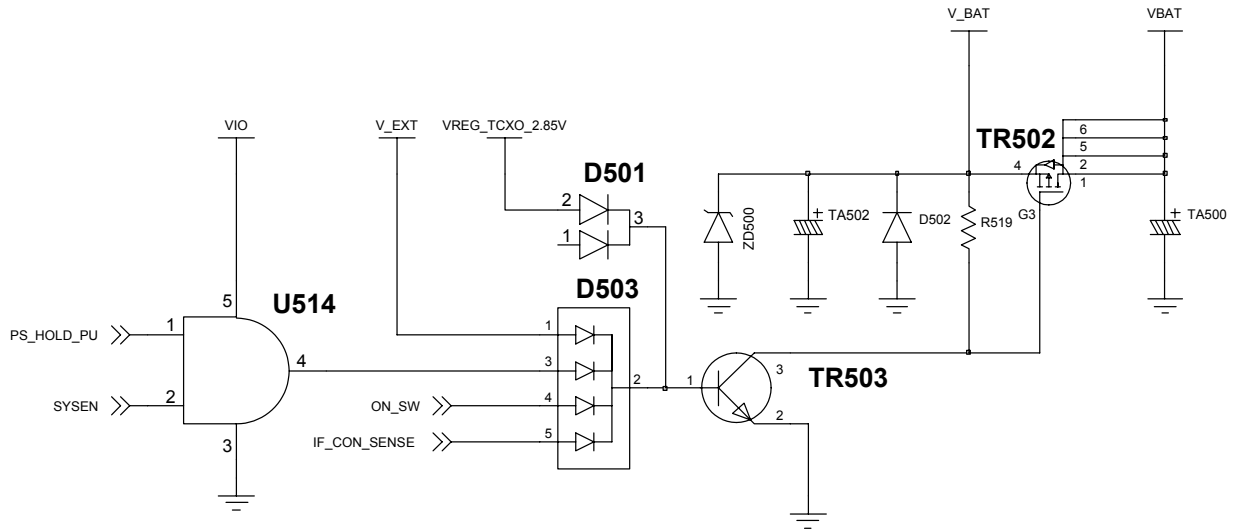 V_BAT
VBAT
VIO
V_EXT
VREG_TCXO_2.85V
D501
TR502
6
5
2
1
4
G3
2
3
1
ZD500
+
TA502
D502
R519
+
TA500
D503
U514
5
PS_HOLD_PU
1
4
1
3
2
1
3
TR503
SYSEN
2
ON_SW
4
2
3
IF_CON_SENSE
5